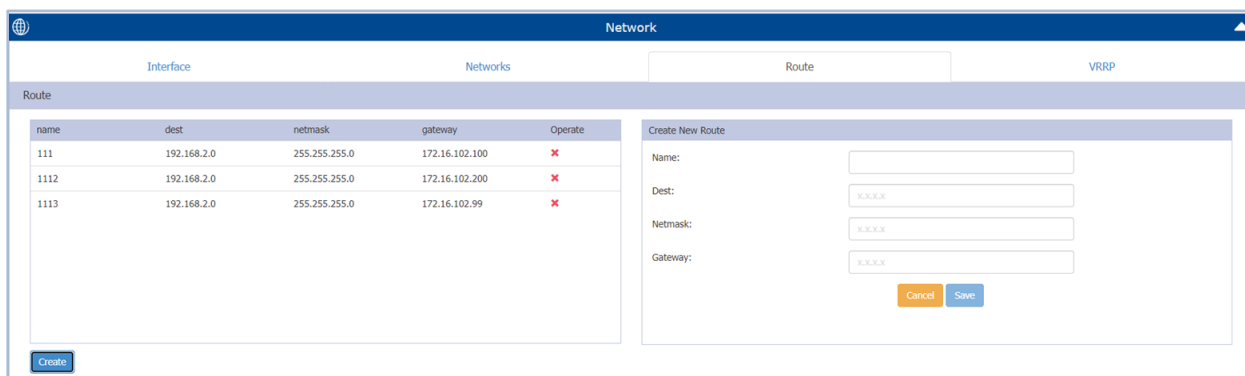 Network
Interface Networks Route VRRP
Route
name dest netmask gateway Operate
111 192.168.2.0 255.255.255.0 172.16.102.100
1112 192.168.2.0 255.255.255.0 172.16.102.200
1113 192.168.2.0 255.255.255.0 172.16.102.99
Create
Create New Route
Name:
Dest: x.x.x.x
Netmask: x.x.x.x
Gateway: x.x.x.x
Cancel Save